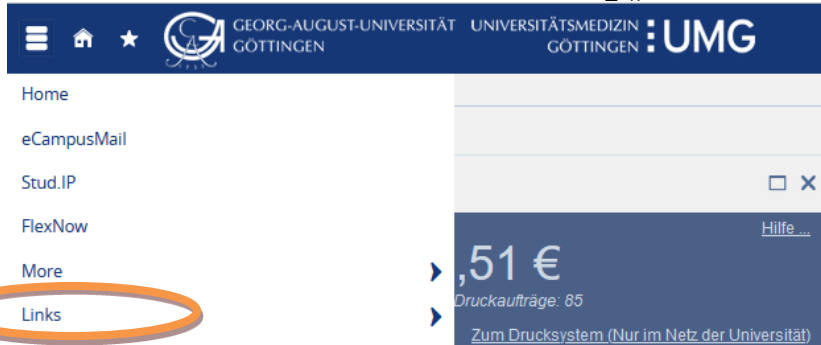 GEORG-AUGUST-UNIVERSITÄT UNIVERSITÄTSMEDIZIN
GÖTTINGEN GÖTTINGEN UMG
Home
eCampusMail
Stud.IP
FlexNow
More
Links
Hilfe ...
,51 €
Druckaufträge: 85
Zum Drucksystem (Nur im Netz der Universität)